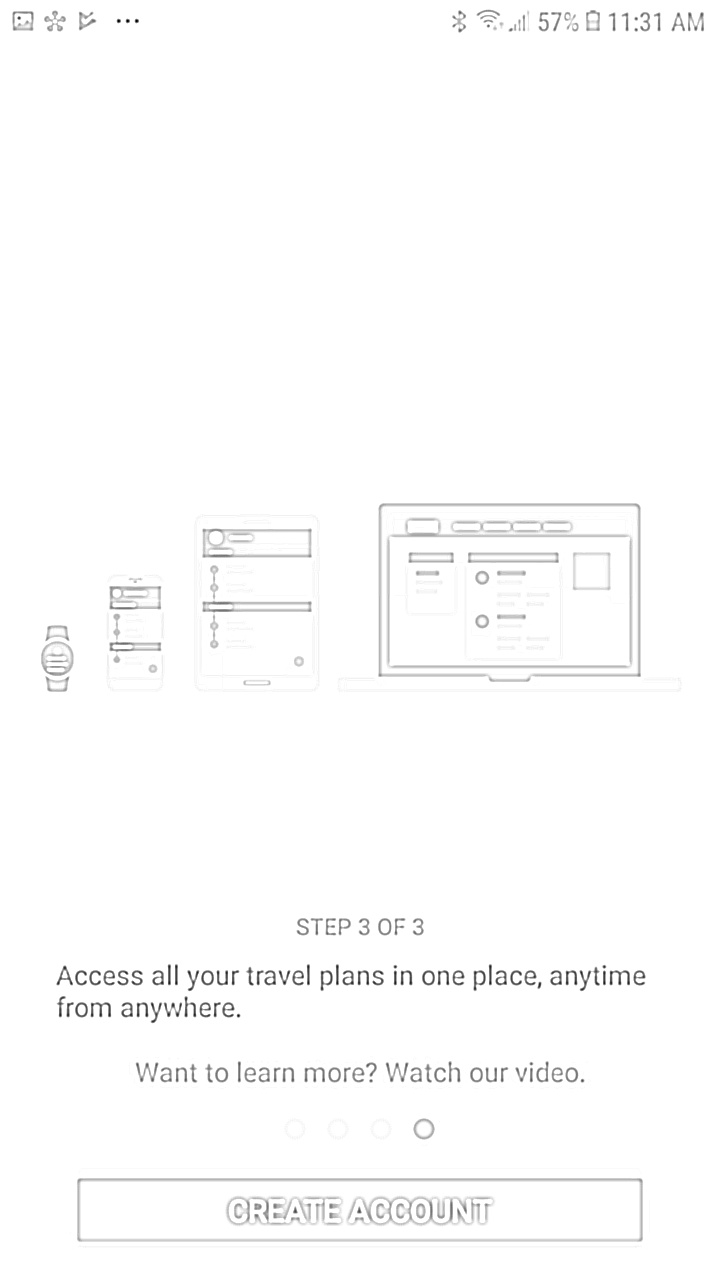 57% 11:31 AM
STEP 3 OF 3
Access all your travel plans in one place, anytime
from anywhere.
Want to learn more? Watch our video.
CREATE ACCOUNT